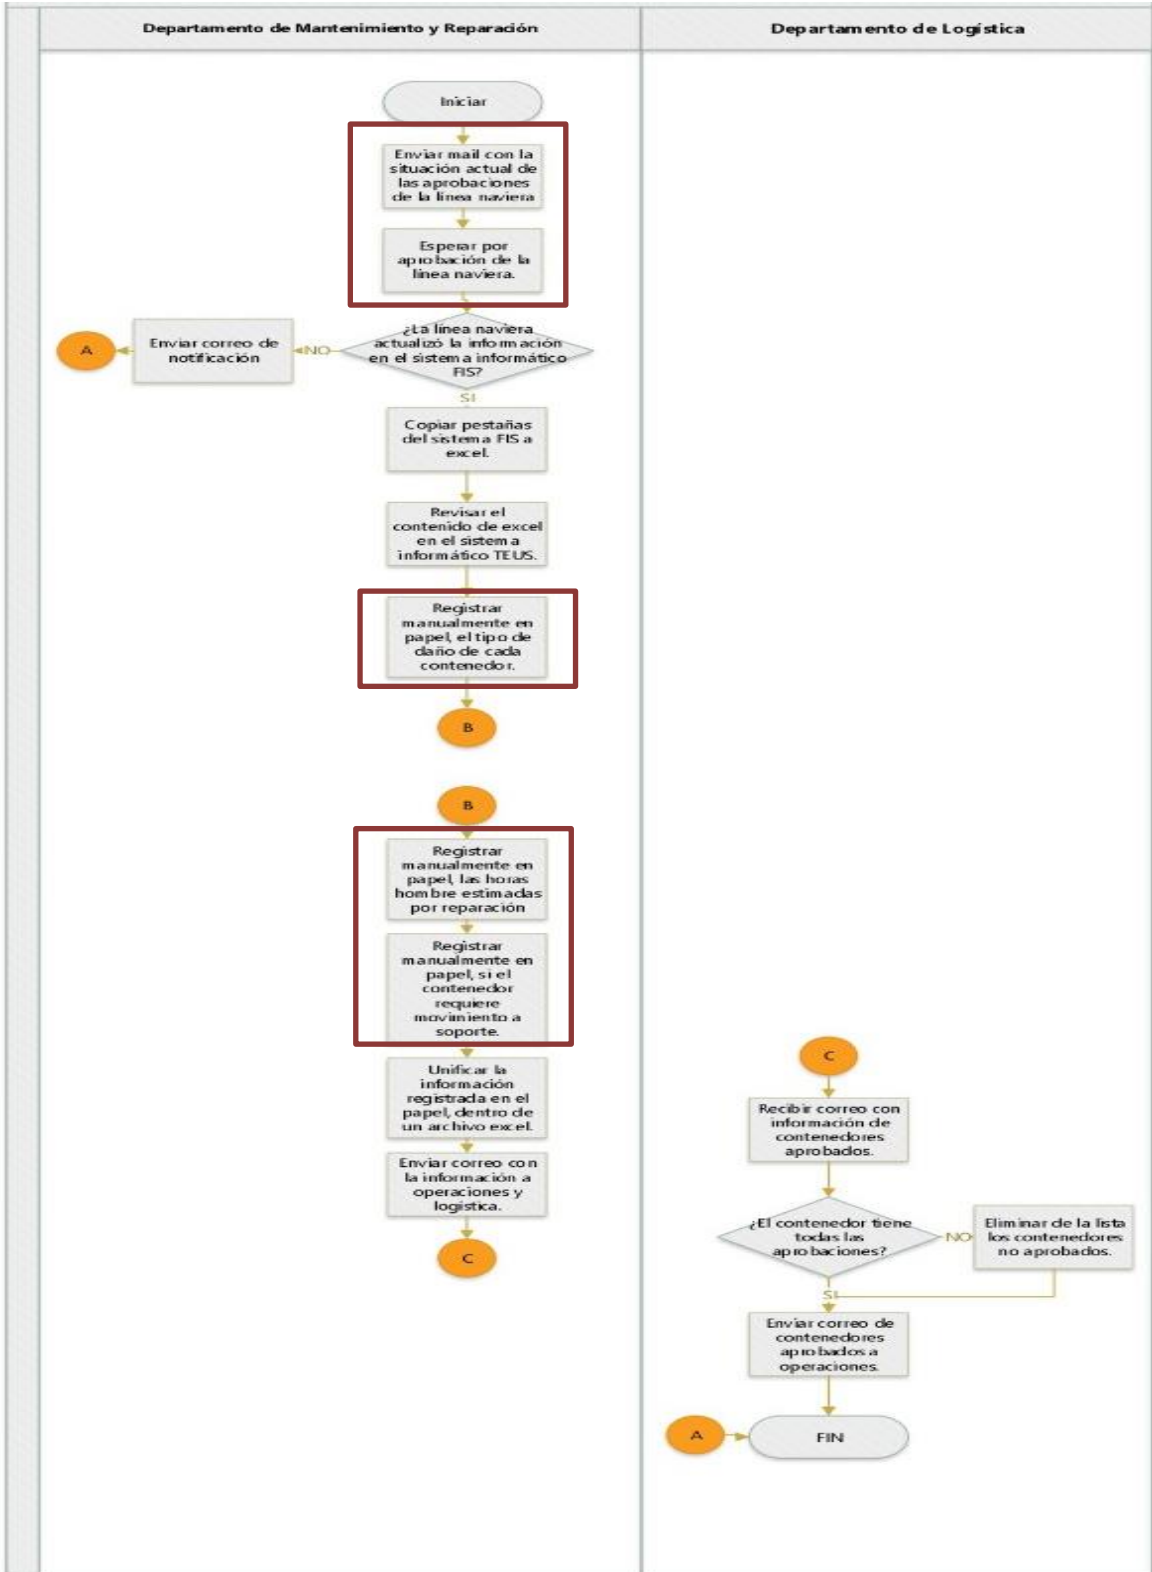 Departamento de Mantenimiento y Reparación
Departamento de Logística
Iniciar
Enviar mail con la
situación actual de
las aprobaciones
de la línea naviera
Esperar por
aprobación de la
línea naviera.
¿La línea naviera
actualizó la información
en el sistema informático
FIS?
NO
Enviar correo de
notificación
A
SI
Copiar pestañas
del sistema FIS a
excel.
Revisar el
contenido de excel
en el sistema
informático TEUS.
Registrar
manualmente en
papel, el tipo de
daño de cada
contenedor.
B
B
Registrar
manualmente en
papel, las horas
hombre estimadas
por reparación
Registrar
manualmente en
papel, si el
contenedor
requiere
movimiento a
soporte.
Unificar la
información
registrada en el
papel, dentro de
un archivo excel.
Enviar correo con
la información a
operaciones y
logística.
C
C
Recibir correo con
información de
contenedores
aprobados.
¿El contenedor tiene
todas las
aprobaciones?
NO
Eliminar de la lista
los contenedores
no aprobados.
SI
Enviar correo de
contenedores
aprobados a
operaciones.
A
FIN